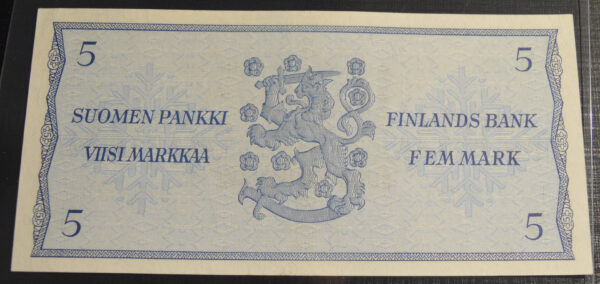 5
5
SUOMEN PANKKI
VIISI MARKKAA
FINLANDS BANK
FEM MARK
5
5